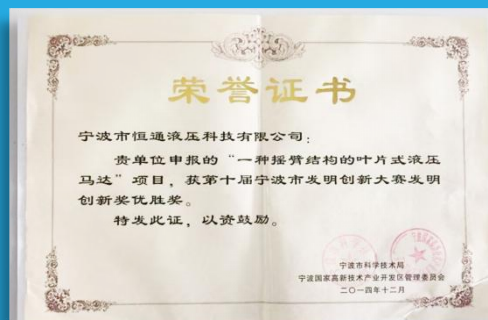 荣誉证书
宁波市恒通液压科技有限公司：
贵单位申报的“一种摇臂结构的叶片式液压
马达”项目，获第十届宁波市发明创新大赛发明
创新奖优胜奖。
特发此证，以资鼓励。
宁波市科学技术局
宁波国家高新技术产业开发区管理委员会
二〇一四年十二月